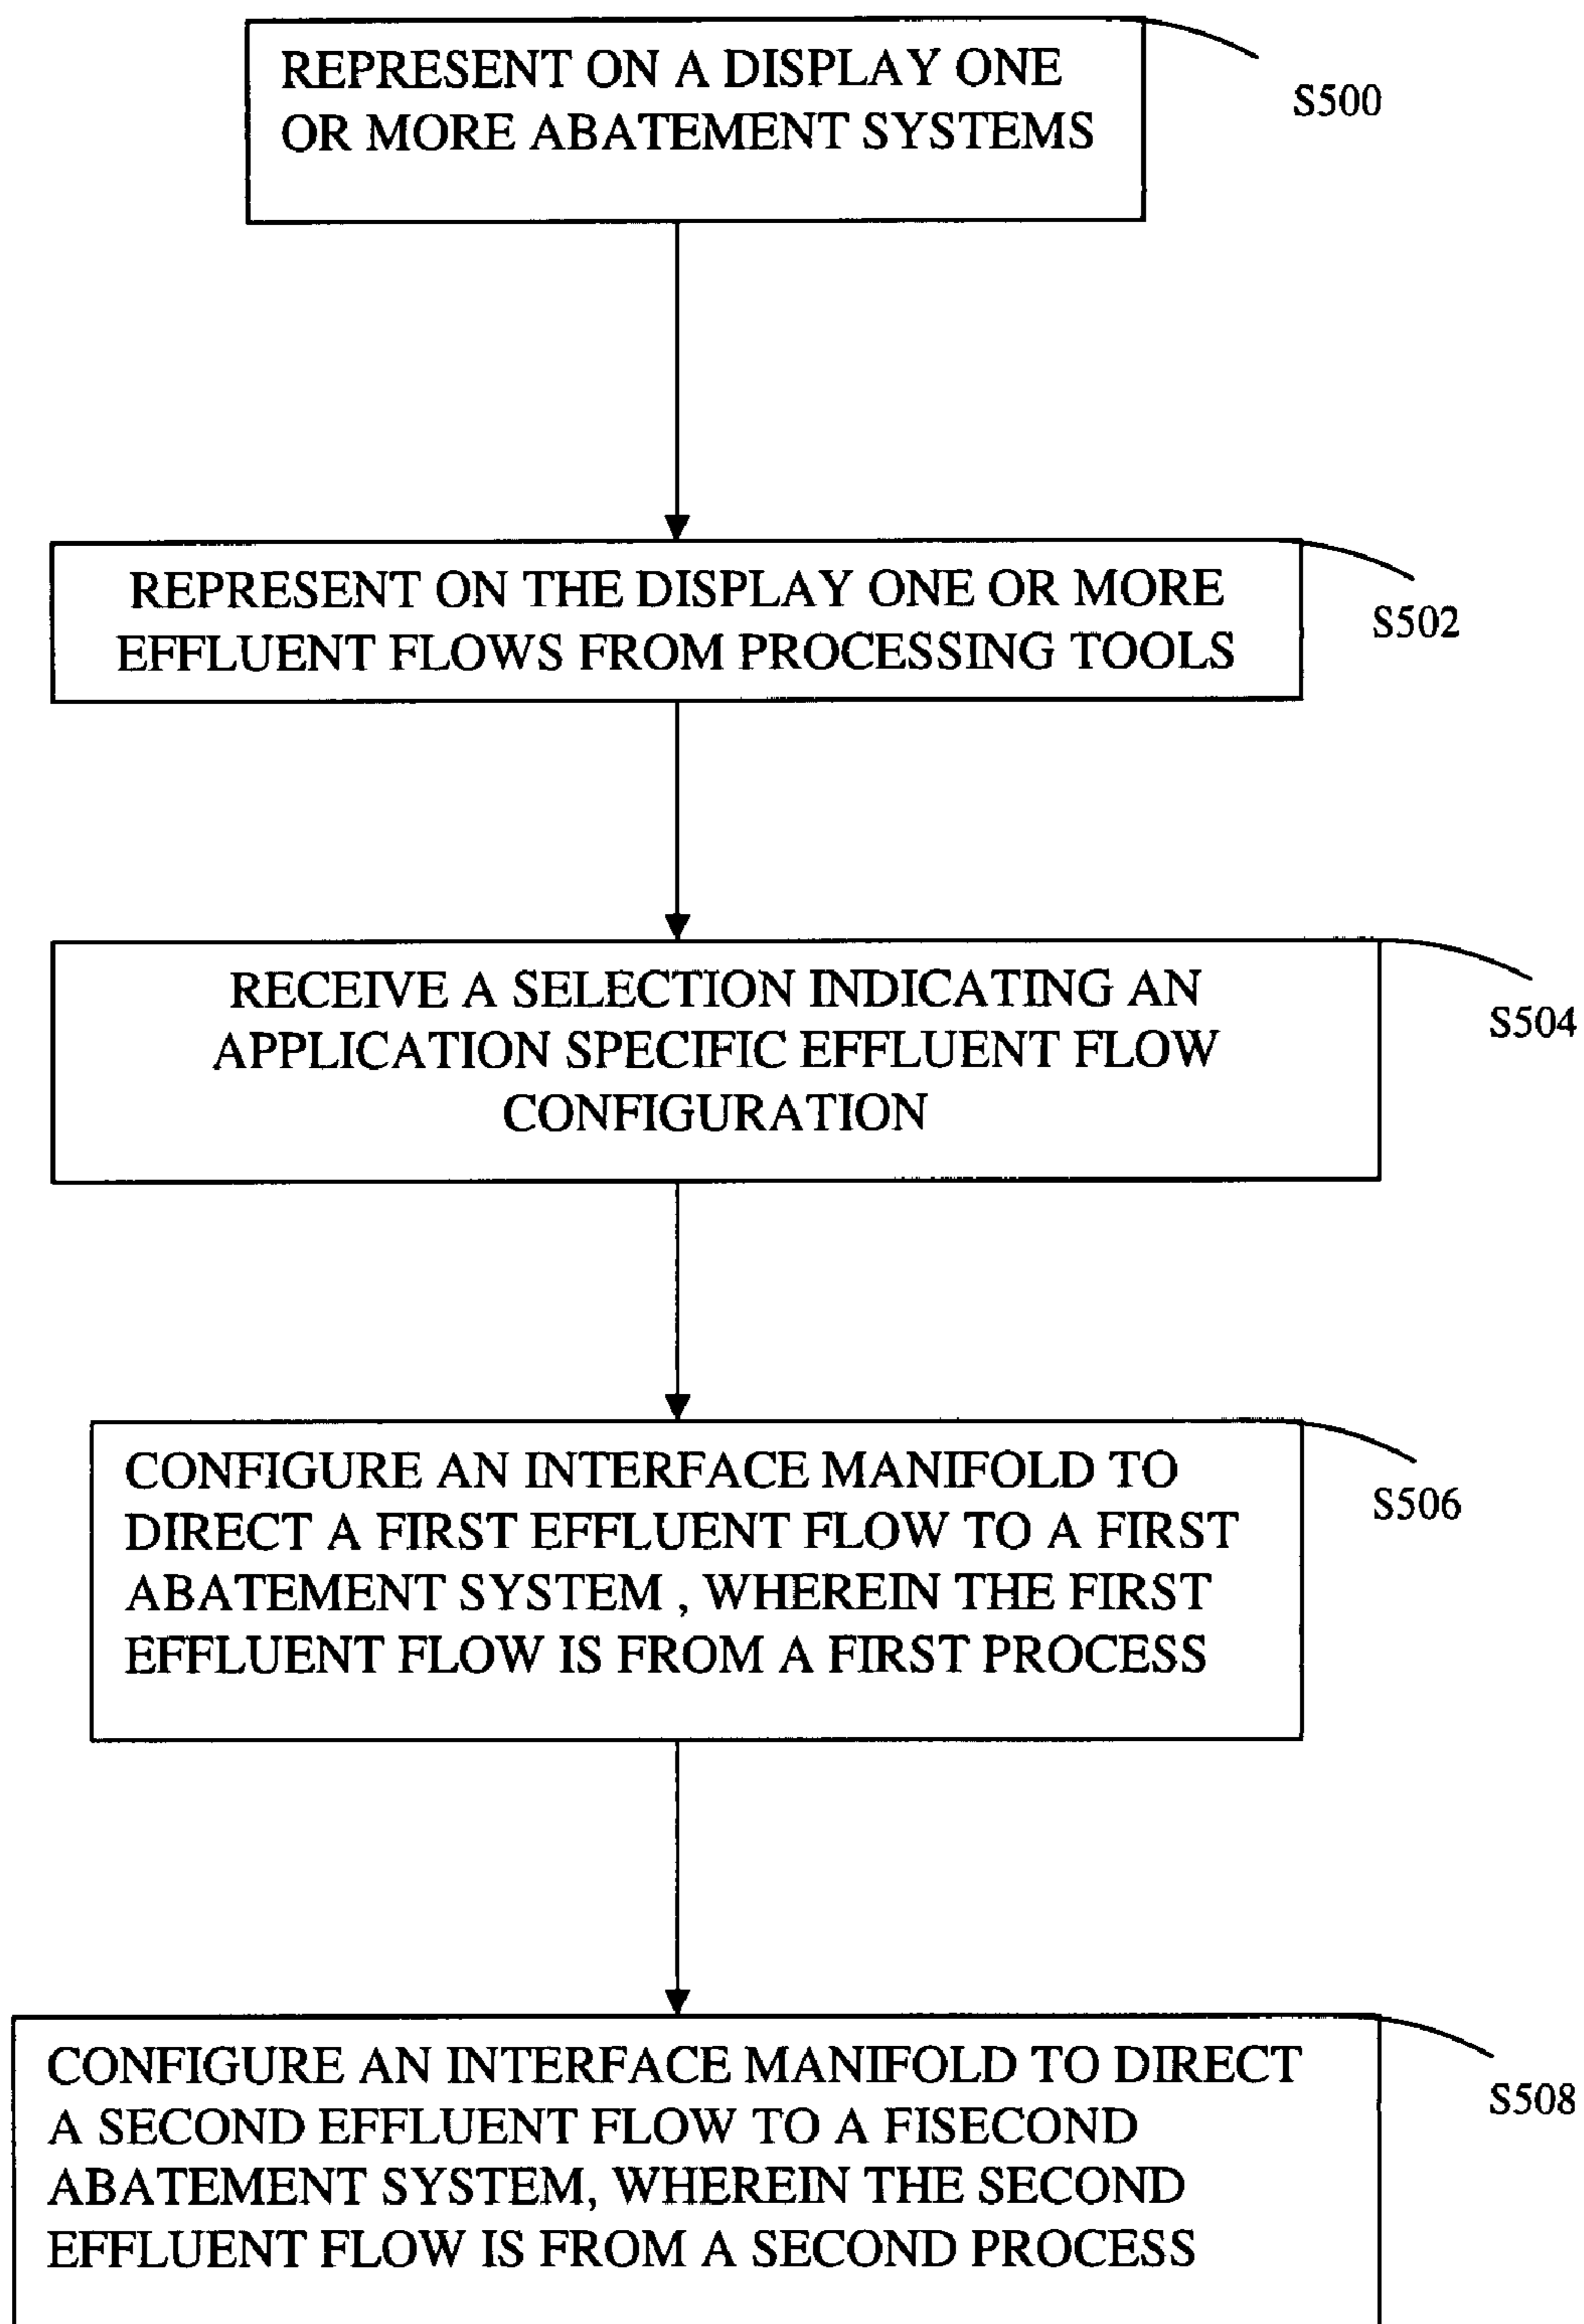 REPRESENT ON A DISPLAY ONE
OR MORE ABATEMENT SYSTEMS
S500
REPRESENT ON THE DISPLAY ONE OR MORE
EFFLUENT FLOWS FROM PROCESSING TOOLS
S502
RECEIVE A SELECTION INDICATING AN
APPLICATION SPECIFIC EFFLUENT FLOW
CONFIGURATION
S504
CONFIGURE AN INTERFACE MANIFOLD TO
DIRECT A FIRST EFFLUENT FLOW TO A FIRST
ABATEMENT SYSTEM , WHEREIN THE FIRST
EFFLUENT FLOW IS FROM A FIRST PROCESS
S506
CONFIGURE AN INTERFACE MANIFOLD TO DIRECT
A SECOND EFFLUENT FLOW TO A FISECOND
ABATEMENT SYSTEM, WHEREIN THE SECOND
EFFLUENT FLOW IS FROM A SECOND PROCESS
S508